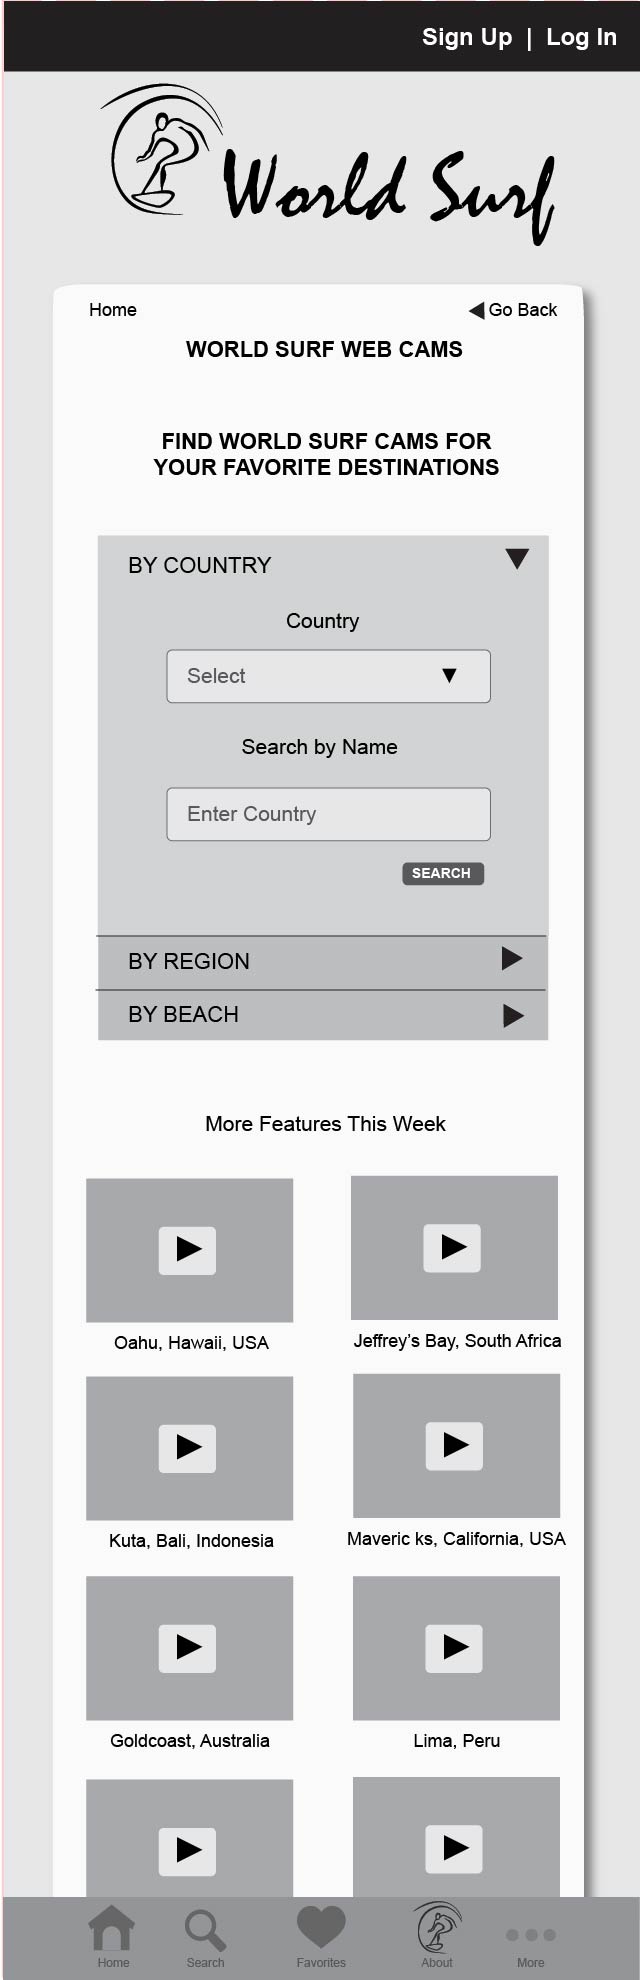 Sign Up | Log In
World Surf
Home
Go Back
WORLD SURF WEB CAMS
FIND WORLD SURF CAMS FOR
YOUR FAVORITE DESTINATIONS
BY COUNTRY
Country
Select
Search by Name
Enter Country
SEARCH
BY REGION
BY BEACH
More Features This Week
Oahu, Hawaii, USA
Jeffrey's Bay, South Africa
Kuta, Bali, Indonesia
Maveric ks, California, USA
Goldcoast, Australia
Lima, Peru
Home
Search
Favorites
About
More